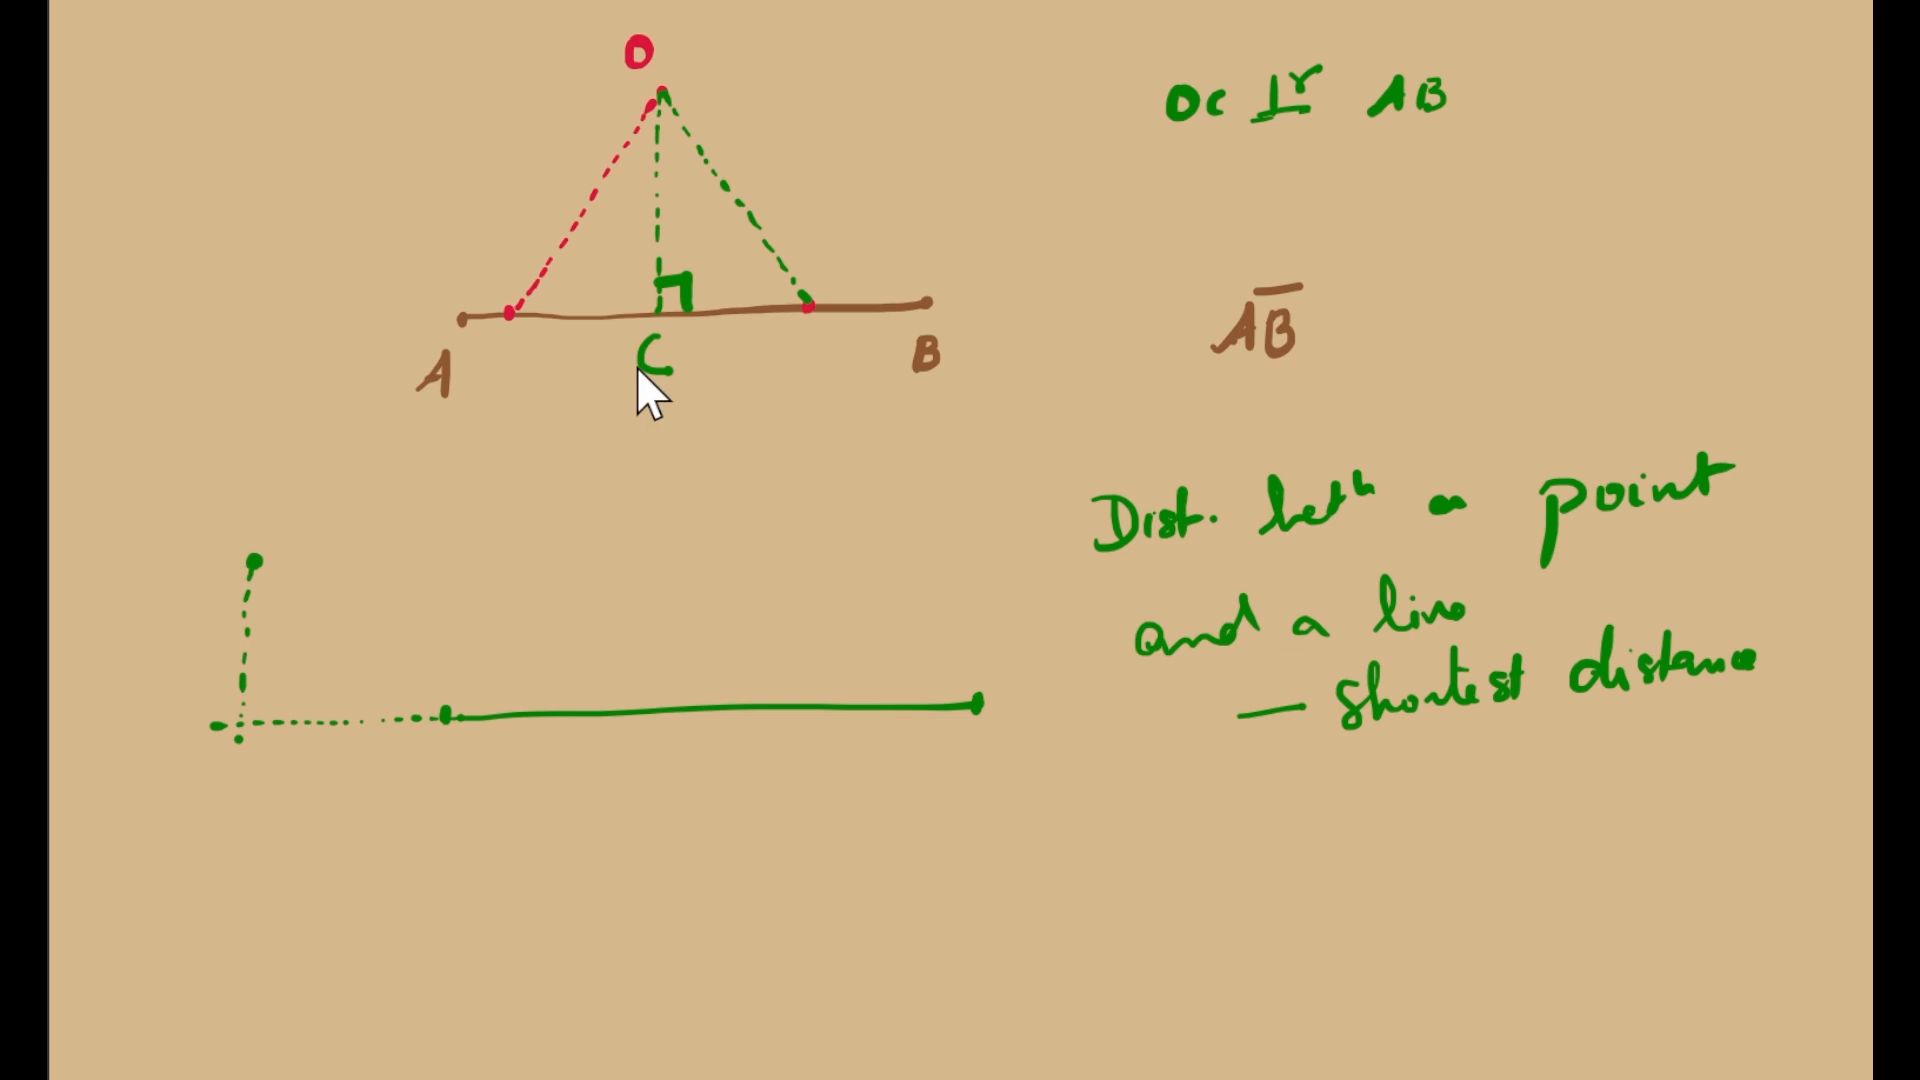 O
OC ⊥r AB
A
C
B
AB
Dist. betn a point
and a line
— Shortest distance